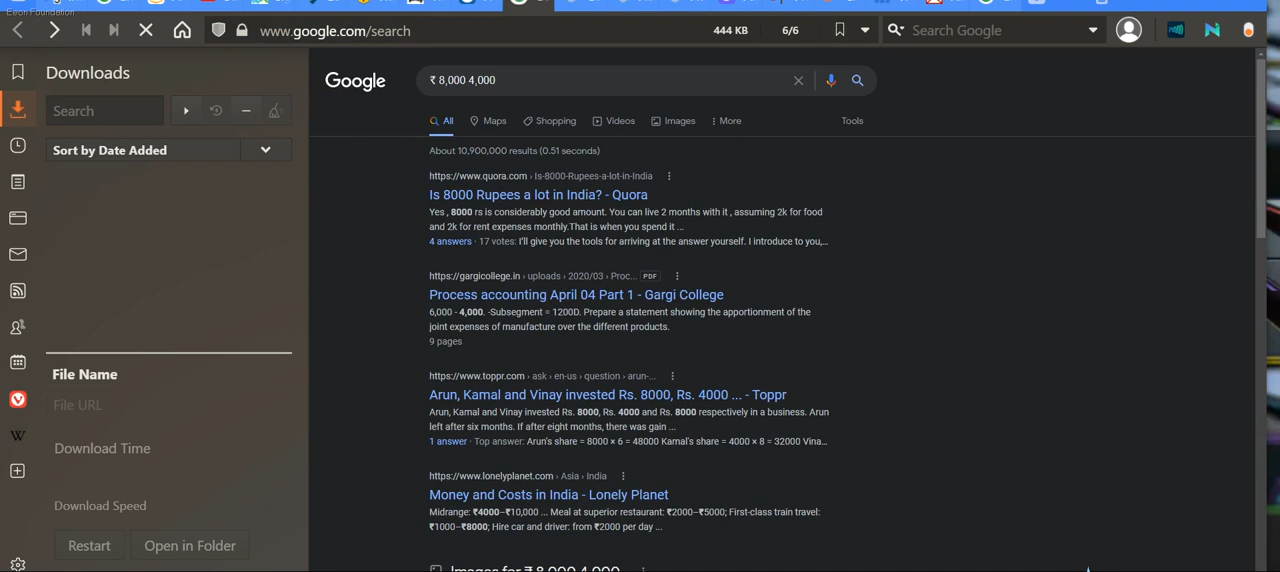 Eeon Foundation
www.google.com/search
444 KB
6/6
Search Google
Downloads
Search
Sort by Date Added
File Name
File URL
Download Time
Download Speed
Restart
Open in Folder
Google
₹ 8,000 4,000
All
Maps
Shopping
Videos
Images
More
Tools
About 10,900,000 results (0.51 seconds)
https://www.quora.com › Is-8000-Rupees-a-lot-in-India
Is 8000 Rupees a lot in India? - Quora
Yes , 8000 rs is considerably good amount. You can live 2 months with it , assuming 2k for food
and 2k for rent expenses monthly.That is when you spend it ...
4 answers · 17 votes: I'll give you the tools for arriving at the answer yourself. I introduce to you,...
https://gargicollege.in › uploads › 2020/03 › Proc... PDF
Process accounting April 04 Part 1 - Gargi College
6,000 - 4,000. -Subsegment = 1200D. Prepare a statement showing the apportionment of the
joint expenses of manufacture over the different products.
9 pages
https://www.toppr.com › ask › en-us › question › arun-...
Arun, Kamal and Vinay invested Rs. 8000, Rs. 4000 ... - Toppr
Arun, Kamal and Vinay invested Rs. 8000, Rs. 4000 and Rs. 8000 respectively in a business. Arun
left after six months. If after eight months, there was gain ...
1 answer · Top answer: Arun's share = 8000 × 6 = 48000 Kamal's share = 4000 × 8 = 32000 Vina...
https://www.lonelyplanet.com › Asia › India
Money and Costs in India - Lonely Planet
Midrange: ₹4000–₹10,000 ... Meal at superior restaurant: ₹2000–₹5000; First-class train travel:
₹1000–₹8000; Hire car and driver: from ₹2000 per day ...
Images for ₹ 8,000 4,000